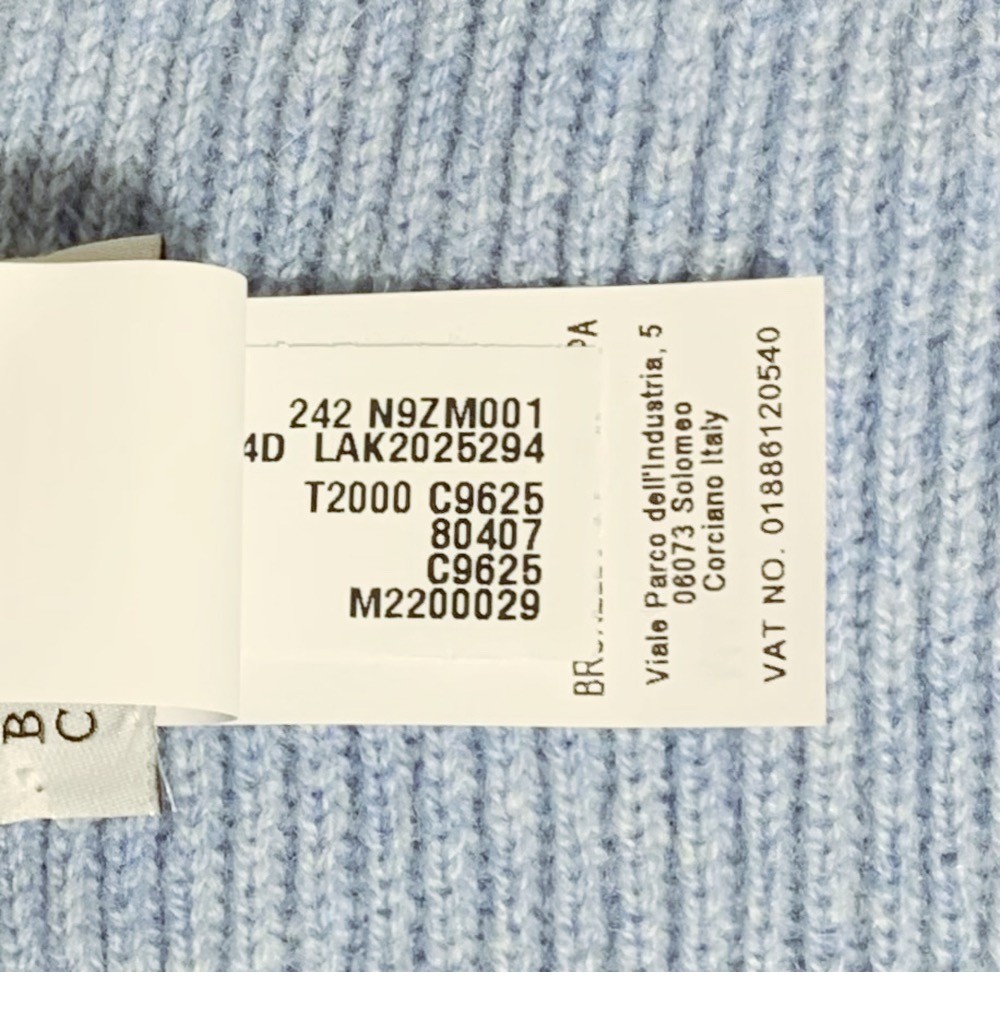 242 N9ZM001
4D LAK2025294
T2000 C9625
80407
C9625
M2200029
Viale Parco dell'Industria, 5
06073 Solomeo
Corciano Italy
VAT NO. 01886120540
B
C